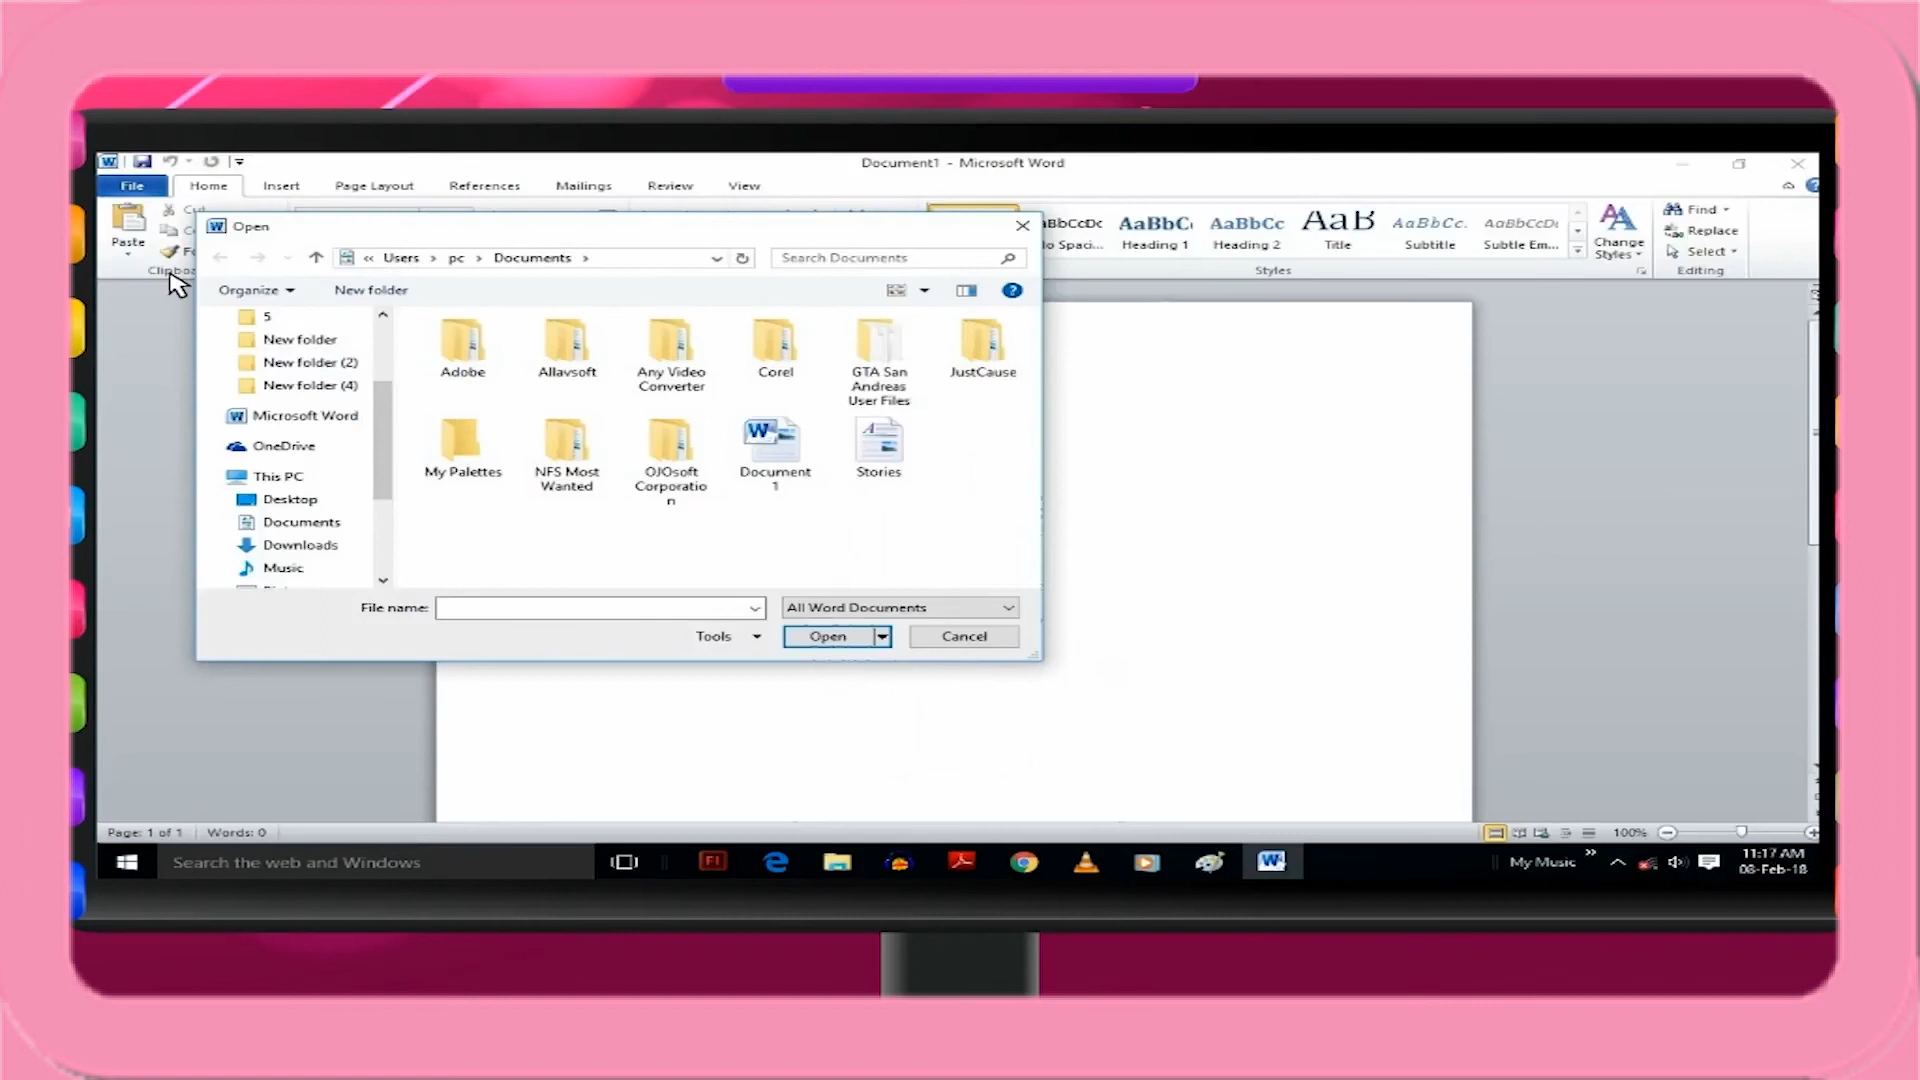 Document1 - Microsoft Word
File Home Insert Page Layout References Mailings Review View
Paste
AaBbCc AaBbCc. AaBbCcDc
Heading 1 Heading 2 Title Subtitle Subtle Em...
Change
Styles
Find
Replace
Select
Styles Editing
Open
« Users › pc › Documents ›
Search Documents
Organize New folder
5
New folder
New folder (2)
New folder (4)
Microsoft Word
OneDrive
This PC
Desktop
Documents
Downloads
Music
Adobe
Allavsoft
Any Video
Converter
Corel
GTA San
Andreas
User Files
JustCause
My Palettes
NFS Most
Wanted
OJOsoft
Corporatio
n
Document
1
Stories
File name:
All Word Documents
Tools Open Cancel
Page: 1 of 1 Words: 0
100%
Search the web and Windows
My Music
11:17 AM
08-Feb-18